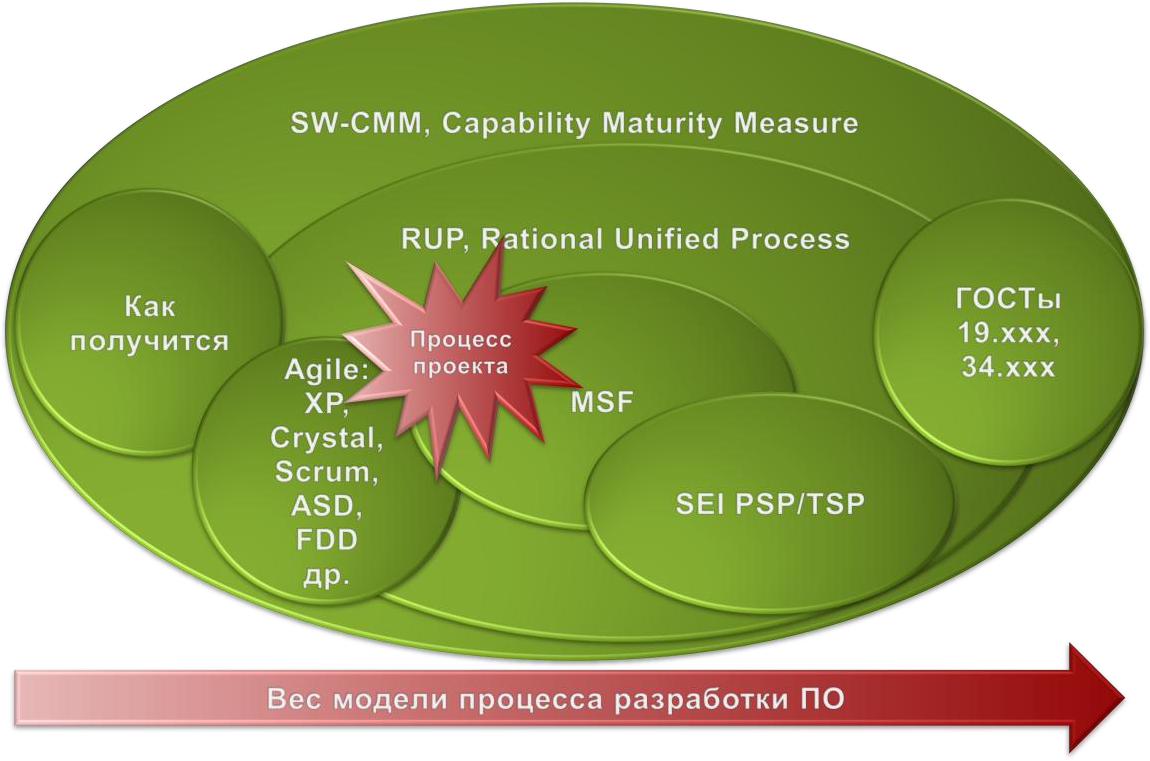 SW-CMM, Capability Maturity Measure
RUP, Rational Unified Process
Как
получится
Agile:
XP,
Crystal,
Scrum,
ASD,
FDD
др.
Процесс
проекта
MSF
SEI PSP/TSP
ГОСТы
19.xxx,
34.xxx
Вес модели процесса разработки ПО